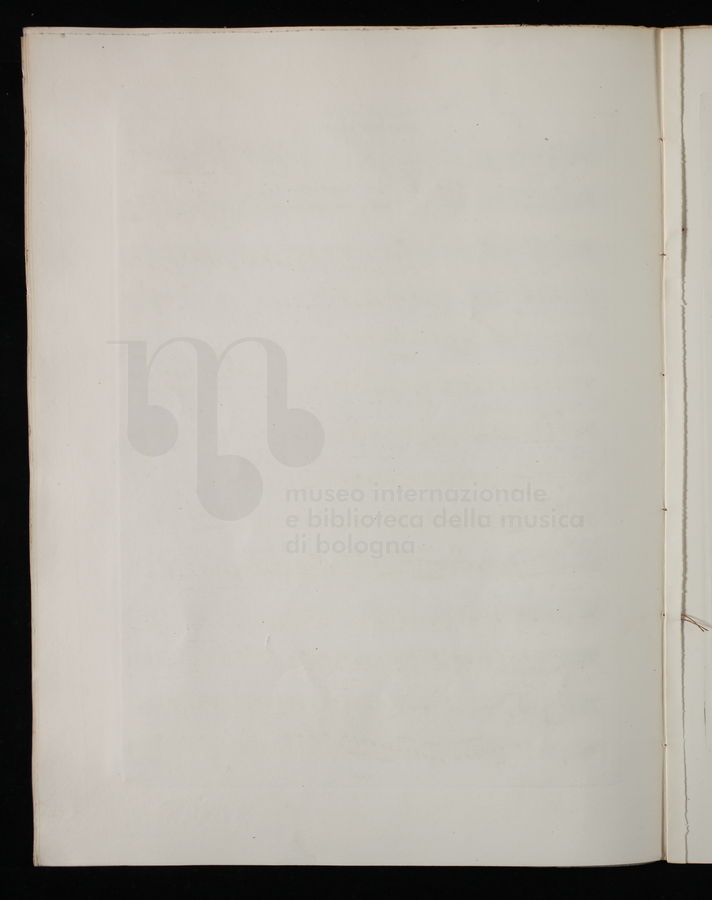 museo internazionale
e biblioteca della musica
di bologna